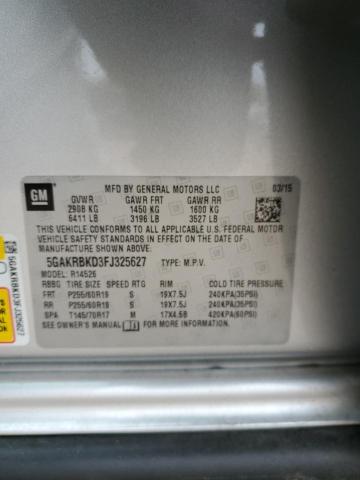 GM
MFD BY GENERAL MOTORS LLC 03/15
GVWR GAWR FRT GAWR RR
2908 KG 1450 KG 1600 KG
6411 LB 3196 LB 3527 LB
THIS VEHICLE CONFORMS TO ALL APPLICABLE U.S. FEDERAL MOTOR
VEHICLE SAFETY STANDARDS IN EFFECT ON THE DATE OF
MANUFACTURE SHOWN ABOVE.
5GAKRBKD3FJ325627 TYPE: M.P.V.
MODEL: R14526
RBBG TIRE SIZE SPEED RTG RIM COLD TIRE PRESSURE
FRT P255/60R19 S 19X7.5J 240KPA(35PSI)
RR P255/60R19 S 19X7.5J 240KPA(35PSI)
SPA T145/70R17 M 17X4.5B 420KPA(60PSI)
SEE OWNER'S MANUAL FOR ADDITIONAL INFORMATION.
5GAKRBKD3FJ325627